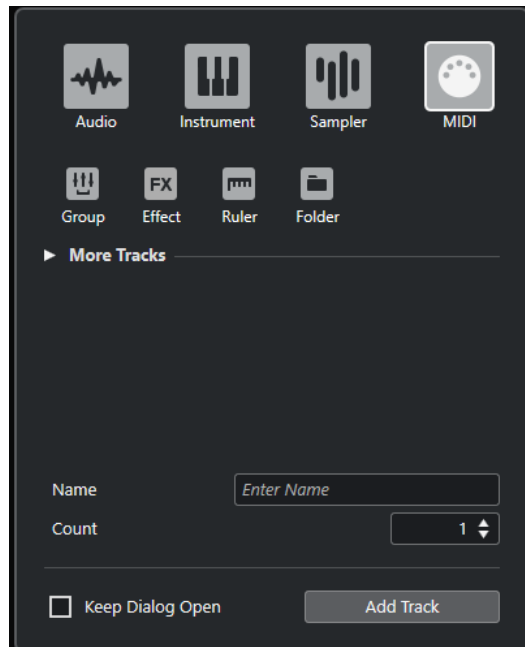 Audio Instrument Sampler MIDI
FX
Group Effect Ruler Folder
More Tracks
Name Enter Name
Count 1
Keep Dialog Open Add Track